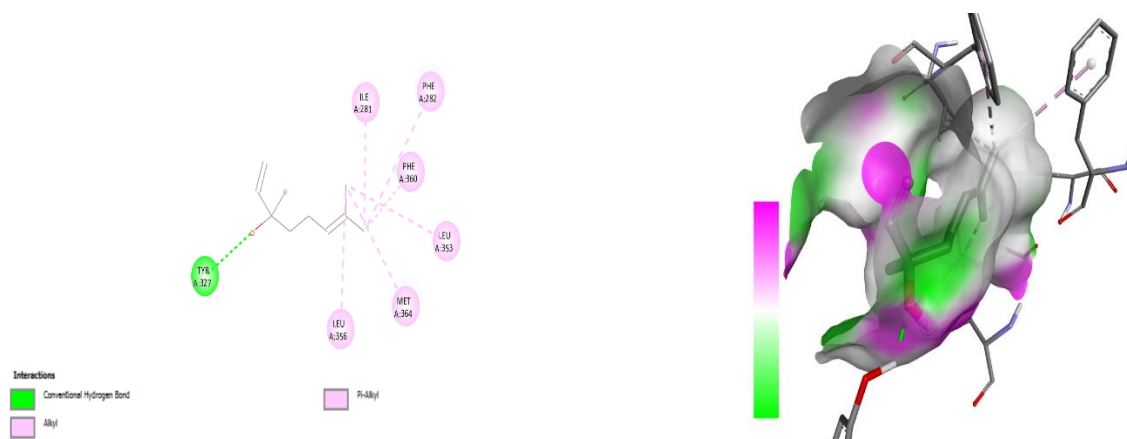 PHE
A:282
ILE
A:281
PHE
A:360
LEU
A:353
TYR
A:327
MET
A:364
LEU
A:356
Interactions
Conventional Hydrogen Bond
Pi-Alkyl
Alkyl